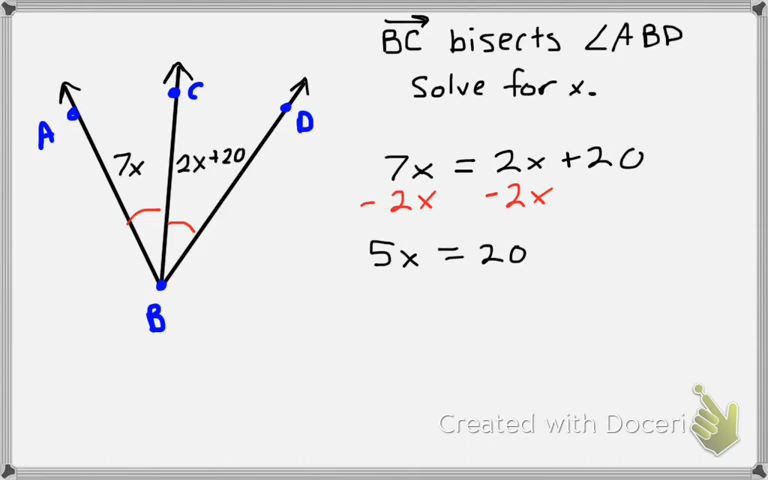 BC bisects ∠ABD
Solve for x.
A
C
D
7x
2x+20
B
7x = 2x +20
- 2x - 2x
5x = 20
Created with Doceri